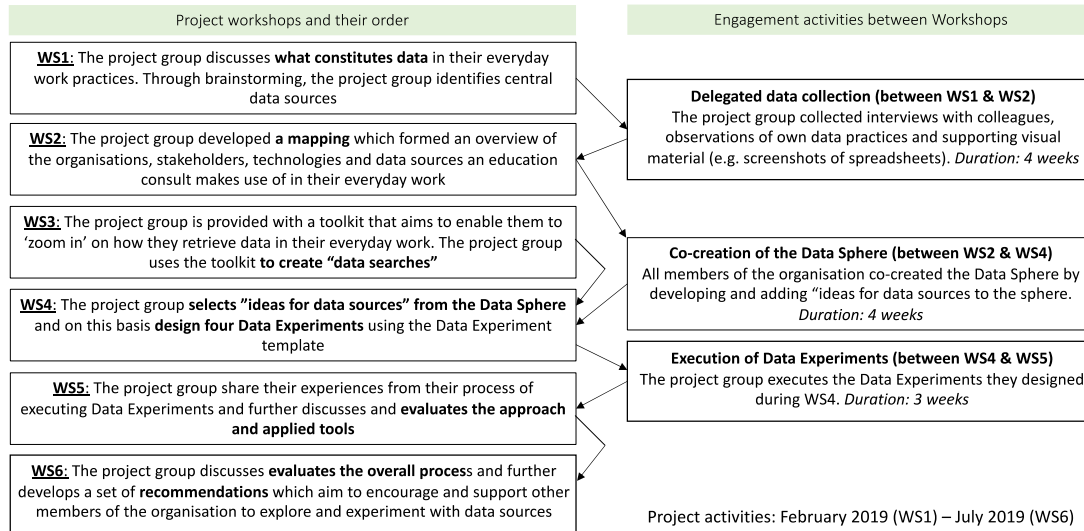 Project workshops and their order
WS1: The project group discusses what constitutes data in their everyday
work practices. Through brainstorming, the project group identifies central
data sources
WS2: The project group developed a mapping which formed an overview of
the organisations, stakeholders, technologies and data sources an education
consult makes use of in their everyday work
WS3: The project group is provided with a toolkit that aims to enable them to
‘zoom in’ on how they retrieve data in their everyday work. The project group
uses the toolkit to create “data searches”
WS4: The project group selects ”ideas for data sources” from the Data Sphere
and on this basis design four Data Experiments using the Data Experiment
template
WS5: The project group share their experiences from their process of
executing Data Experiments and further discusses and evaluates the approach
and applied tools
WS6: The project group discusses evaluates the overall process and further
develops a set of recommendations which aim to encourage and support other
members of the organisation to explore and experiment with data sources
Engagement activities between Workshops
Delegated data collection (between WS1 & WS2)
The project group collected interviews with colleagues,
observations of own data practices and supporting visual
material (e.g. screenshots of spreadsheets). Duration: 4 weeks
Co-creation of the Data Sphere (between WS2 & WS4)
All members of the organisation co-created the Data Sphere by
developing and adding “ideas for data sources to the sphere.
Duration: 4 weeks
Execution of Data Experiments (between WS4 & WS5)
The project group executes the Data Experiments they designed
during WS4. Duration: 3 weeks
Project activities: February 2019 (WS1) – July 2019 (WS6)